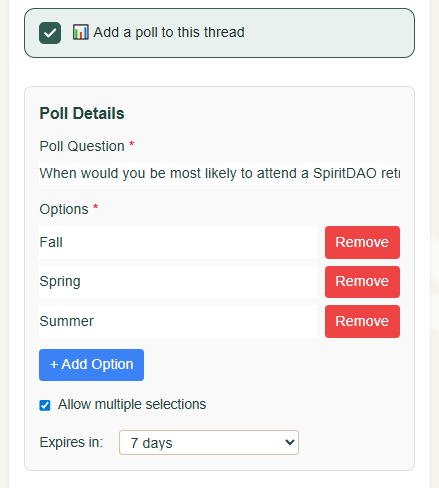 📊 Add a poll to this thread
Poll Details
Poll Question *
When would you be most likely to attend a SpiritDAO
Options *
Fall
Remove
Spring
Remove
Summer
Remove
+ Add Option
Allow multiple selections
Expires in:
7 days